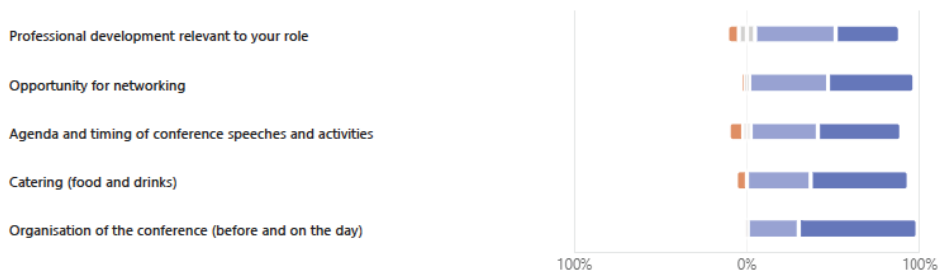 Professional development relevant to your role
Opportunity for networking
Agenda and timing of conference speeches and activities
Catering (food and drinks)
Organisation of the conference (before and on the day)
100% 0% 100%